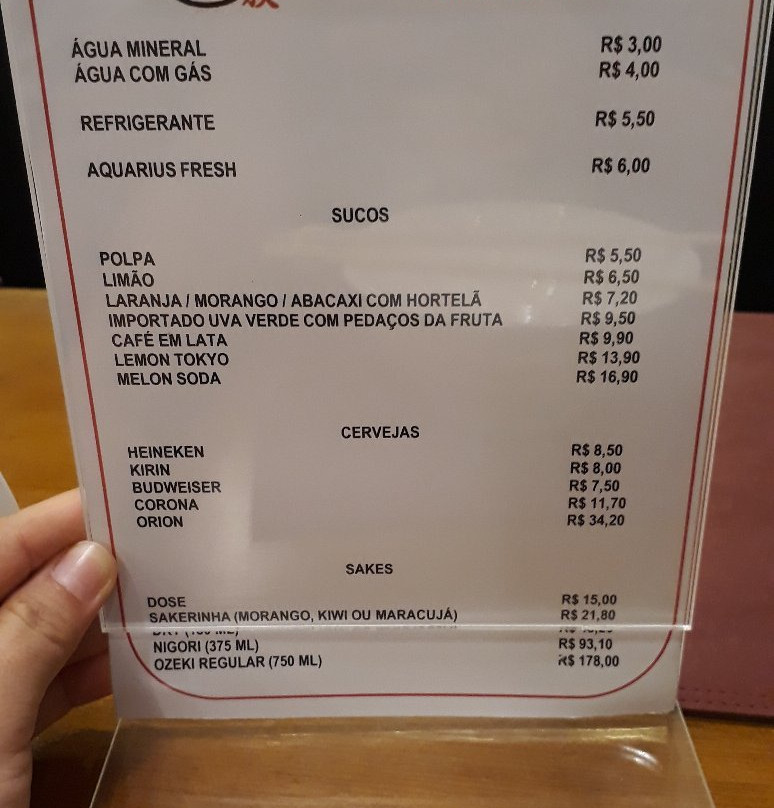 ÁGUA MINERAL R$ 3,00
ÁGUA COM GÁS R$ 4,00
REFRIGERANTE R$ 5,50
AQUARIUS FRESH R$ 6,00
SUCOS
POLPA R$ 5,50
LIMÃO R$ 6,50
LARANJA / MORANGO / ABACAXI COM HORTELÃ R$ 7,20
IMPORTADO UVA VERDE COM PEDAÇOS DA FRUTA R$ 9,50
CAFÉ EM LATA R$ 9,90
LEMON TOKYO R$ 13,90
MELON SODA R$ 16,90
CERVEJAS
HEINEKEN R$ 8,50
KIRIN R$ 8,00
BUDWEISER R$ 7,50
CORONA R$ 11,70
ORION R$ 34,20
SAKES
DOSE R$ 15,00
SAKERINHA (MORANGO, KIWI OU MARACUJÁ) R$ 21,80
NIGORI (375 ML) R$ 93,10
OZEKI REGULAR (750 ML) R$ 178,00